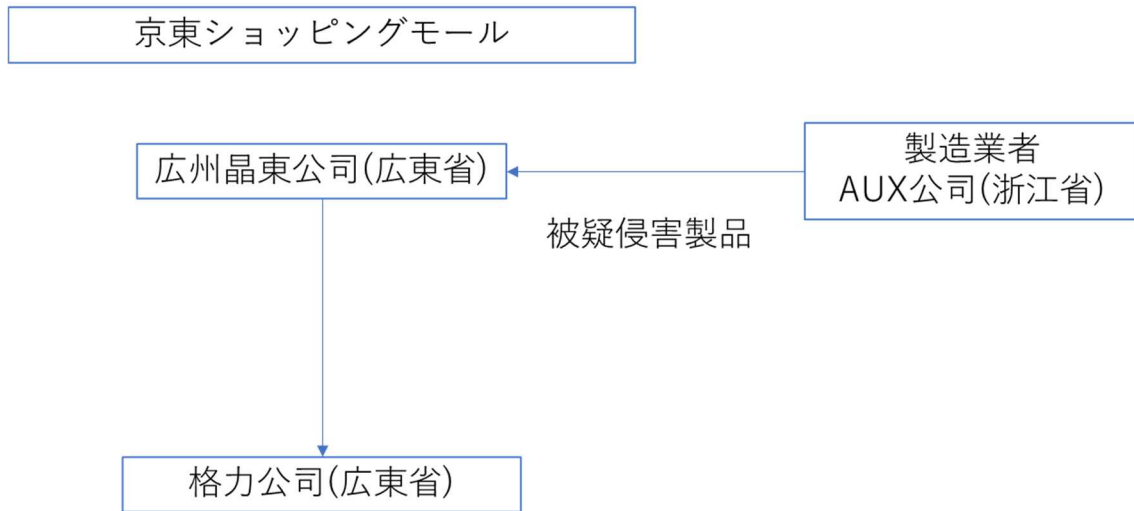 京東ショッピングモール
広州晶東公司(広東省)
製造業者
AUX公司(浙江省)
被疑侵害製品
格力公司(広東省)